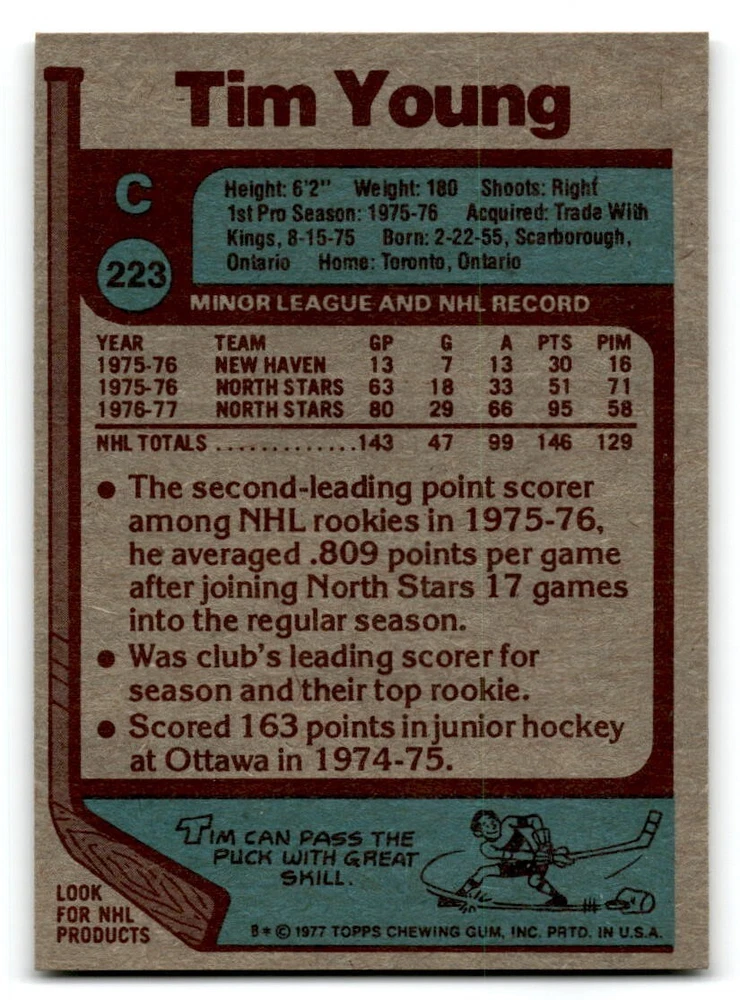 Tim Young
C
223
Height: 6'2" Weight: 180 Shoots: Right
1st Pro Season: 1975-76 Acquired: Trade With
Kings, 8-15-75 Born: 2-22-55, Scarborough,
Ontario Home: Toronto, Ontario
MINOR LEAGUE AND NHL RECORD
YEAR TEAM GP G A PTS PIM
1975-76 NEW HAVEN 13 7 13 30 16
1975-76 NORTH STARS 63 18 33 51 71
1976-77 NORTH STARS 80 29 66 95 58
NHL TOTALS .............143 47 99 146 129
● The second-leading point scorer
among NHL rookies in 1975-76,
he averaged .809 points per game
after joining North Stars 17 games
into the regular season.
● Was club's leading scorer for
season and their top rookie.
● Scored 163 points in junior hockey
at Ottawa in 1974-75.
TIM CAN PASS THE
PUCK WITH GREAT
SKILL.
LOOK
FOR NHL
PRODUCTS
B* © 1977 TOPPS CHEWING GUM, INC. PRTD. IN U.S.A.